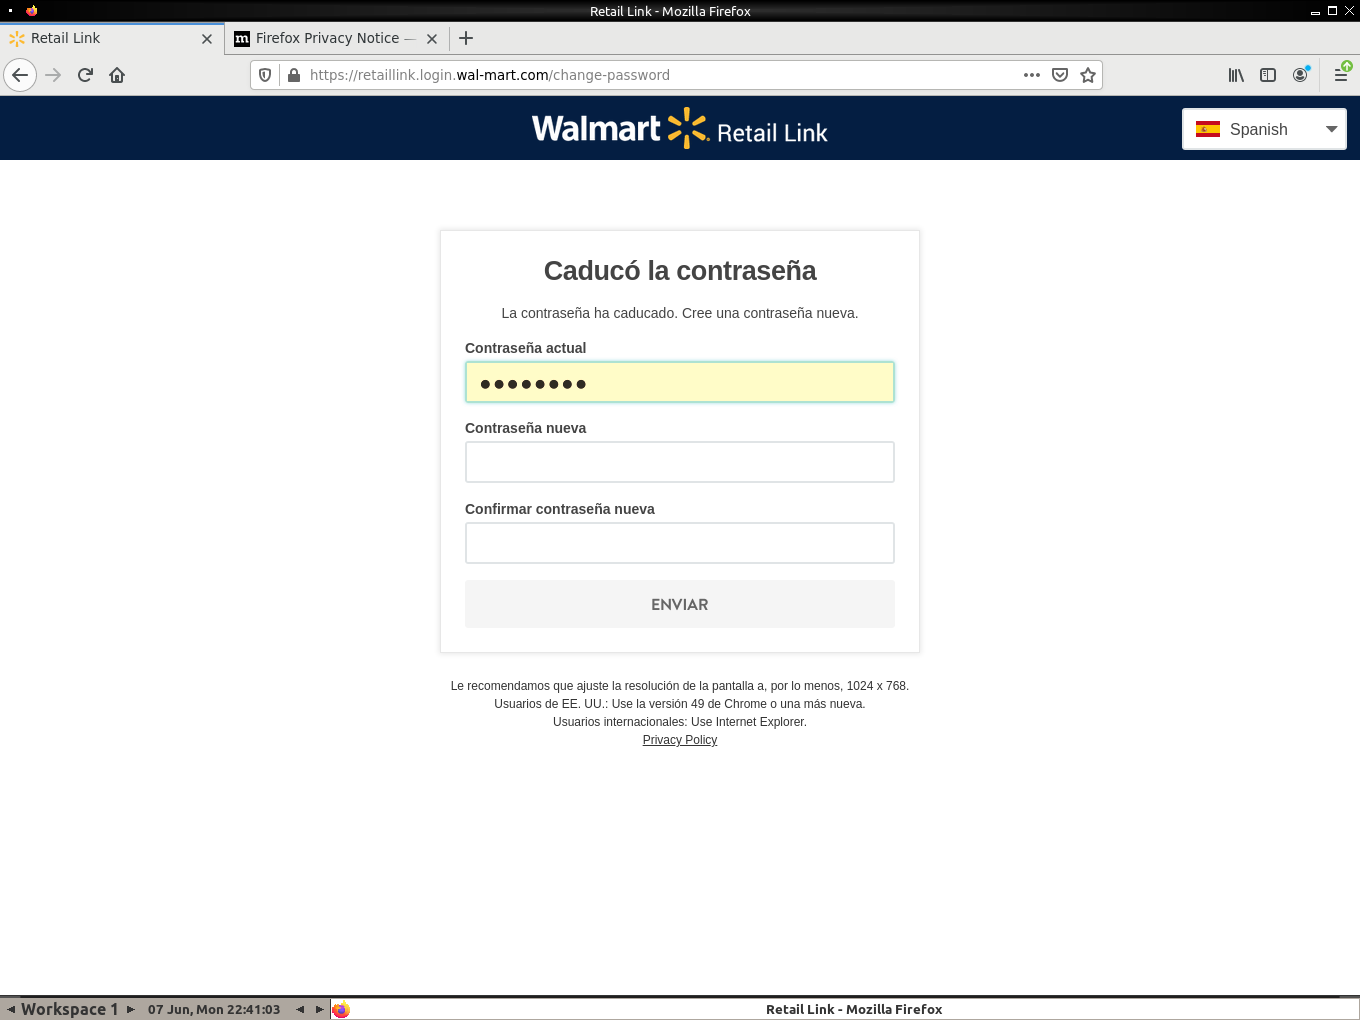 Retail Link - Mozilla Firefox
Retail Link
Firefox Privacy Notice —
https://retaillink.login.wal-mart.com/change-password
Walmart Retail Link
Spanish
Caducó la contraseña
La contraseña ha caducado. Cree una contraseña nueva.
Contraseña actual
Contraseña nueva
Confirmar contraseña nueva
ENVIAR
Le recomendamos que ajuste la resolución de la pantalla a, por lo menos, 1024 x 768.
Usuarios de EE. UU.: Use la versión 49 de Chrome o una más nueva.
Usuarios internacionales: Use Internet Explorer.
Privacy Policy
Workspace 1
07 Jun, Mon 22:41:03
Retail Link - Mozilla Firefox